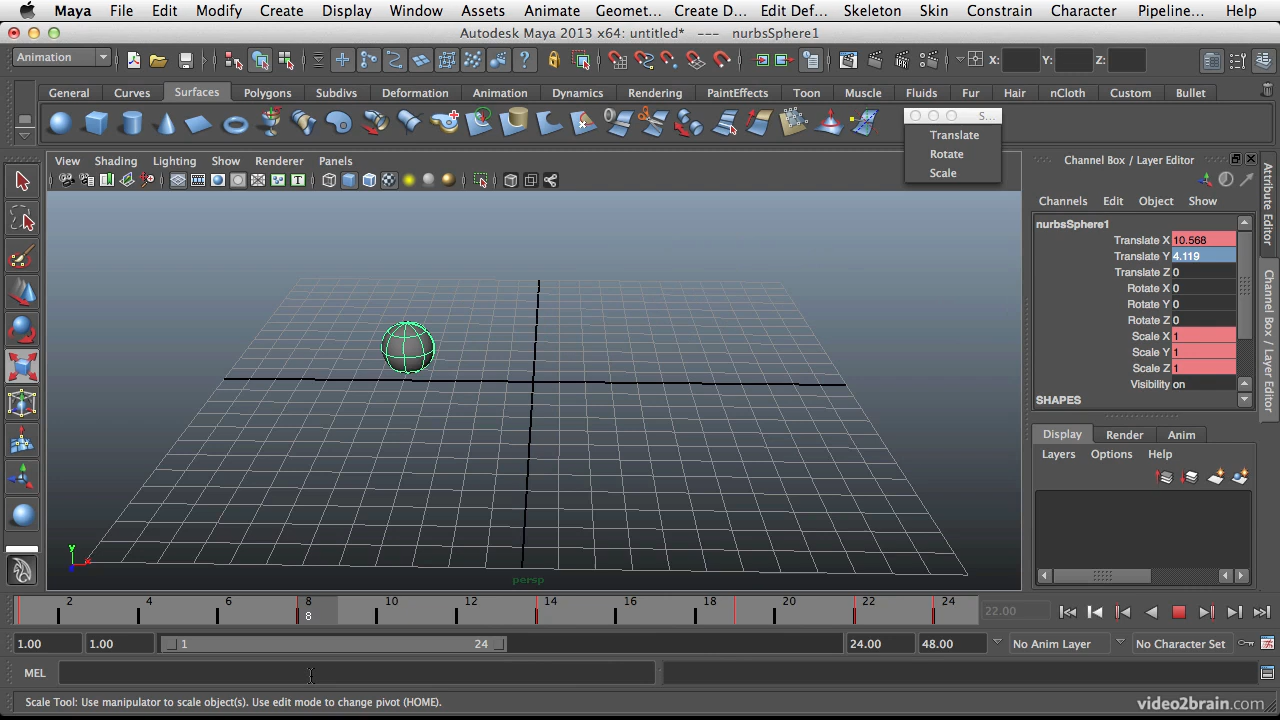 Maya File Edit Modify Create Display Window Assets Animate Geomet... Create D... Edit Def... Skeleton Skin Constrain Character Pipeline... Help
Autodesk Maya 2013 x64: untitled* --- nurbsSphere1
Animation X: Y: Z:
General Curves Surfaces Polygons Subdivs Deformation Animation Dynamics Rendering PaintEffects Toon Muscle Fluids Fur Hair nCloth Custom Bullet
S...
Translate
Rotate
Scale
View Shading Lighting Show Renderer Panels
Channel Box / Layer Editor
Channels Edit Object Show
nurbsSphere1
Translate X 10.568
Translate Y 4.119
Translate Z 0
Rotate X 0
Rotate Y 0
Rotate Z 0
Scale X 1
Scale Y 1
Scale Z 1
Visibility on
SHAPES
Attribute Editor
Channel Box / Layer Editor
Display Render Anim
Layers Options Help
y
persp
2 4 6 8 10 12 14 16 18 20 22 24
8
22.00
1.00 1.00 1 24 24.00 48.00 No Anim Layer No Character Set
MEL
Scale Tool: Use manipulator to scale object(s). Use edit mode to change pivot (HOME).
video2brain.com